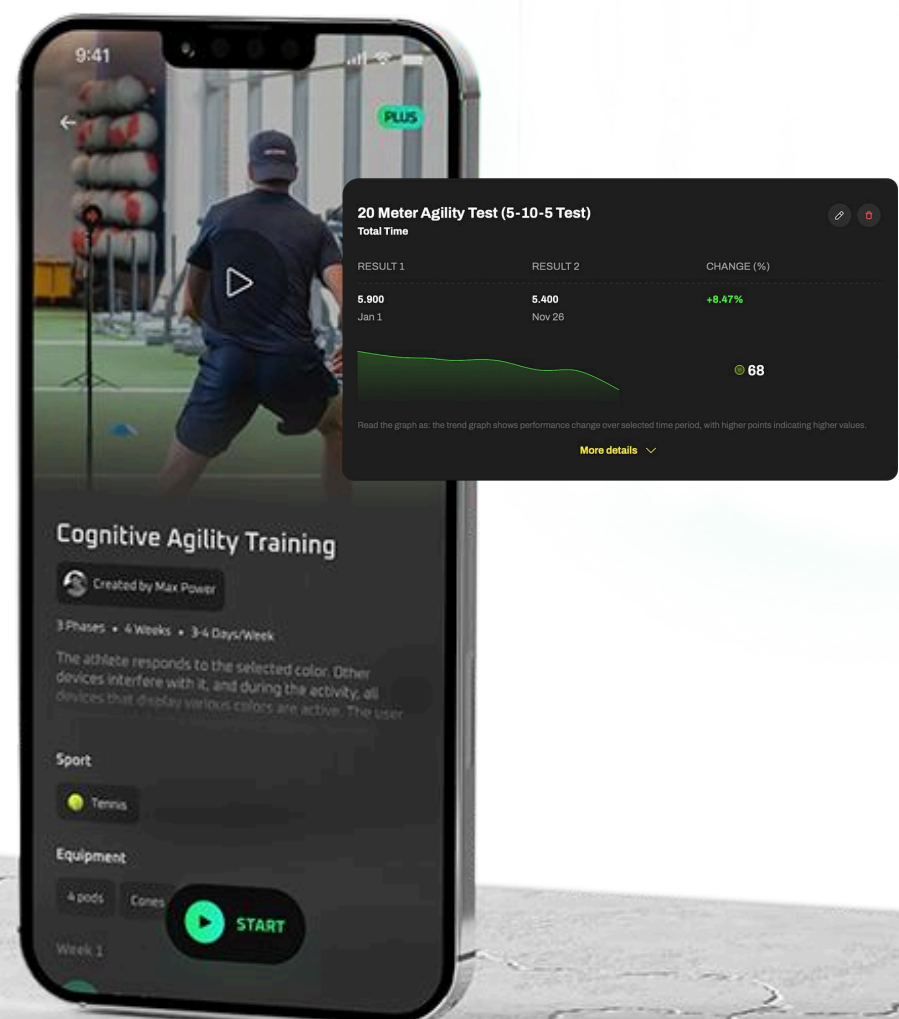 9:41
PLUS
20 Meter Agility Test (5-10-5 Test)
Total Time
RESULT 1 RESULT 2 CHANGE (%)
5.900 5.400 +8.47%
Jan 1 Nov 26
68
Read the graph as: the trend graph shows performance change over selected time period, with higher points indicating higher values.
More details
Cognitive Agility Training
Created by Max Power
3 Phases • 4 Weeks • 3-4 Days/Week
The athlete responds to the selected color. Other
devices interfere with it, and during the activity, all
devices that display various colors are active. The user
Sport
Tennis
Equipment
4 pods Cones
START
Week 1